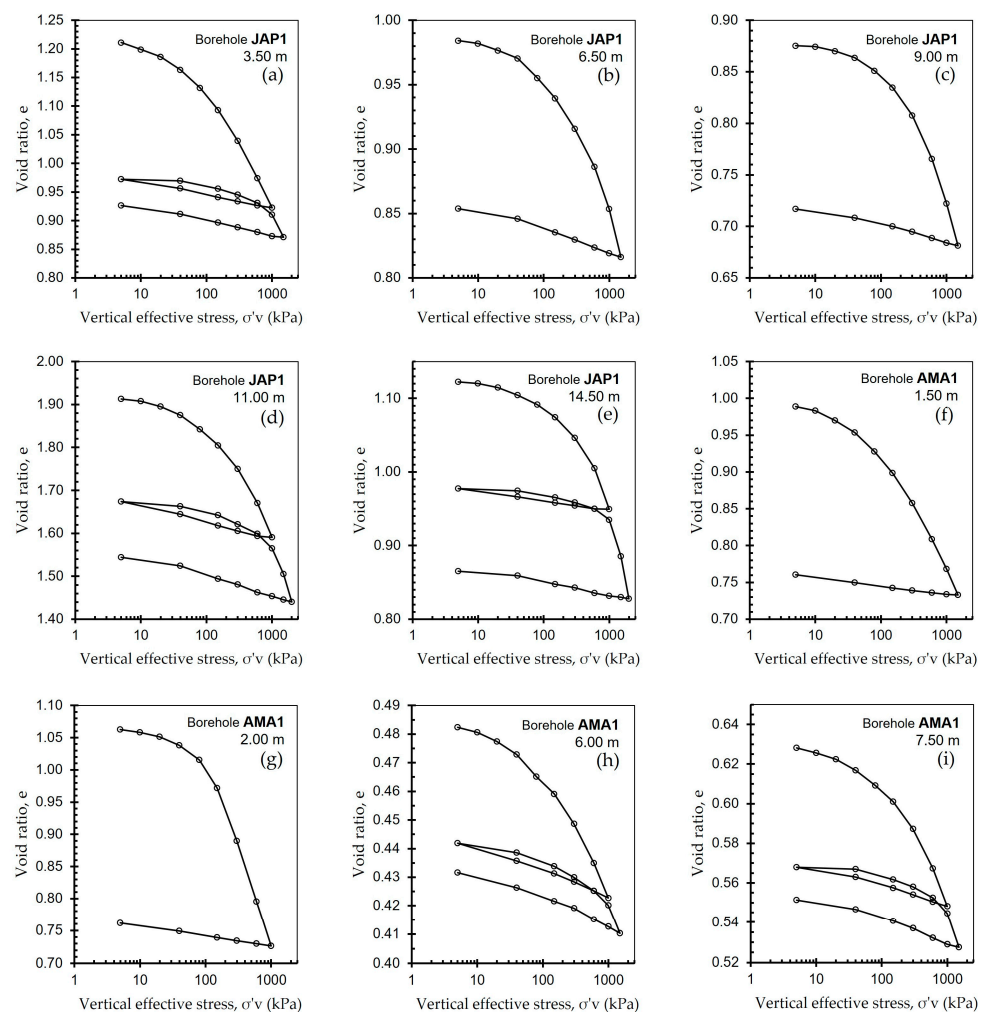 1.25
1.20
1.15
1.10
1.05
1.00
0.95
0.90
0.85
0.80
Void ratio, e
Borehole JAP1
3.50 m
(a)
1 10 100 1000
Vertical effective stress, σ'v (kPa)
1.00
0.95
0.90
0.85
0.80
Void ratio, e
Borehole JAP1
6.50 m
(b)
1 10 100 1000
Vertical effective stress, σ'v (kPa)
0.90
0.85
0.80
0.75
0.70
0.65
Void ratio, e
Borehole JAP1
9.00 m
(c)
1 10 100 1000
Vertical effective stress, σ'v (kPa)
2.00
1.90
1.80
1.70
1.60
1.50
1.40
Void ratio, e
Borehole JAP1
11.00 m
(d)
1 10 100 1000
Vertical effective stress, σ'v (kPa)
1.10
1.00
0.90
0.80
Void ratio, e
Borehole JAP1
14.50 m
(e)
1 10 100 1000
Vertical effective stress, σ'v (kPa)
1.05
1.00
0.95
0.90
0.85
0.80
0.75
0.70
Void ratio, e
Borehole AMA1
1.50 m
(f)
1 10 100 1000
Vertical effective stress, σ'v (kPa)
1.10
1.05
1.00
0.95
0.90
0.85
0.80
0.75
0.70
Void ratio, e
Borehole AMA1
2.00 m
(g)
1 10 100 1000
Vertical effective stress, σ'v (kPa)
0.49
0.48
0.47
0.46
0.45
0.44
0.43
0.42
0.41
0.40
Void ratio, e
Borehole AMA1
6.00 m
(h)
1 10 100 1000
Vertical effective stress, σ'v (kPa)
0.64
0.62
0.60
0.58
0.56
0.54
0.52
Void ratio, e
Borehole AMA1
7.50 m
(i)
1 10 100 1000
Vertical effective stress, σ'v (kPa)